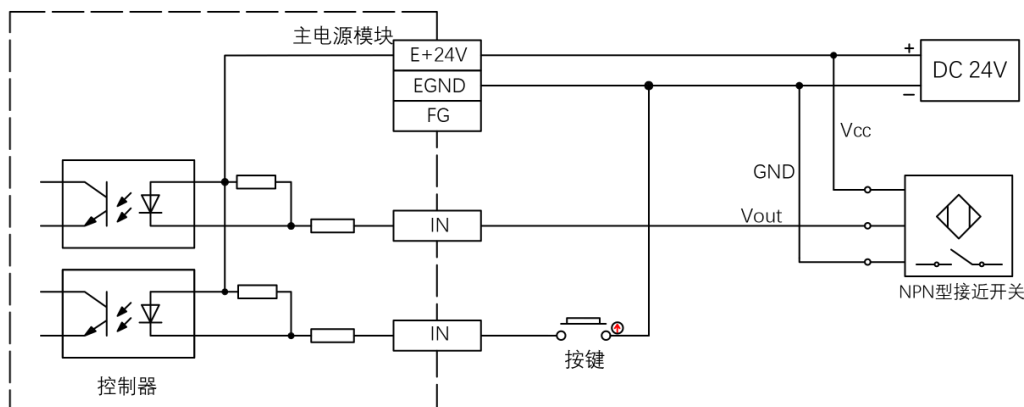 主电源模块
E+24V
EGND
FG
+
−
DC 24V
Vcc
GND
Vout
IN
NPN型接近开关
IN
按键
控制器